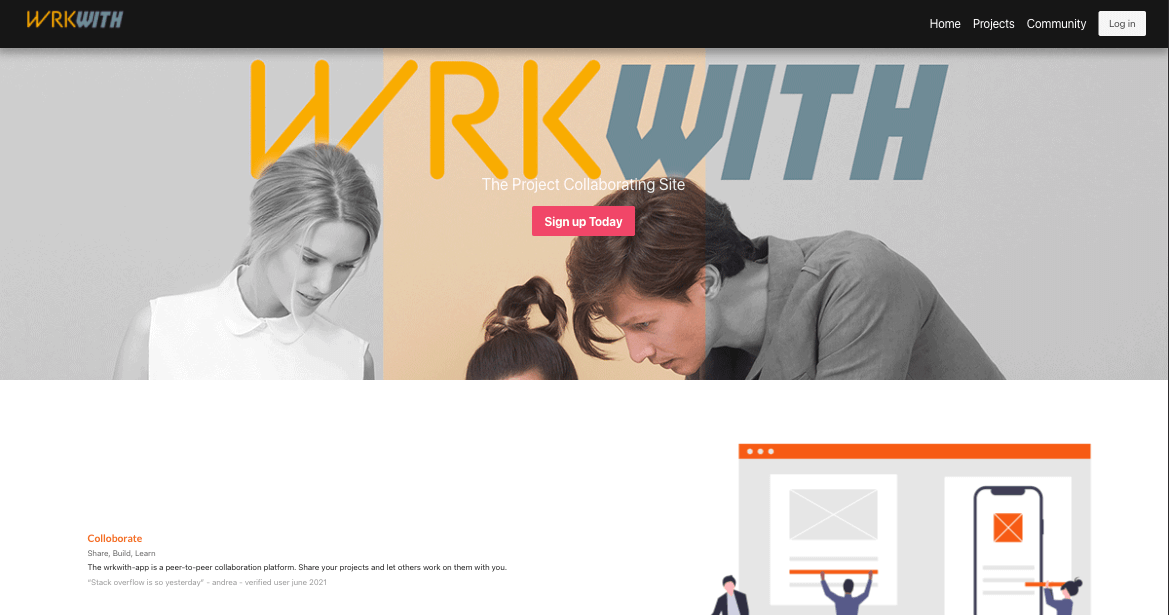 WRKWITH
Home Projects Community Log in
WRKWITH
The Project Collaborating Site
Sign up Today
Colloborate
Share, Build, Learn
The wrkwith-app is a peer-to-peer collaboration platform. Share your projects and let others work on them with you.
“Stack overflow is so yesterday” - andrea - verified user june 2021